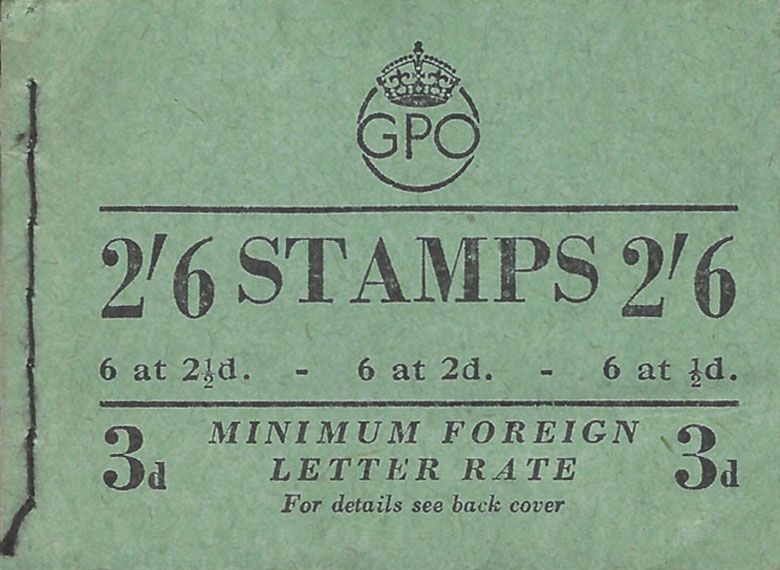 GPO
2/6 STAMPS 2/6
6 at 2½d. - 6 at 2d. - 6 at ½d.
3d MINIMUM FOREIGN 3d
LETTER RATE
For details see back cover